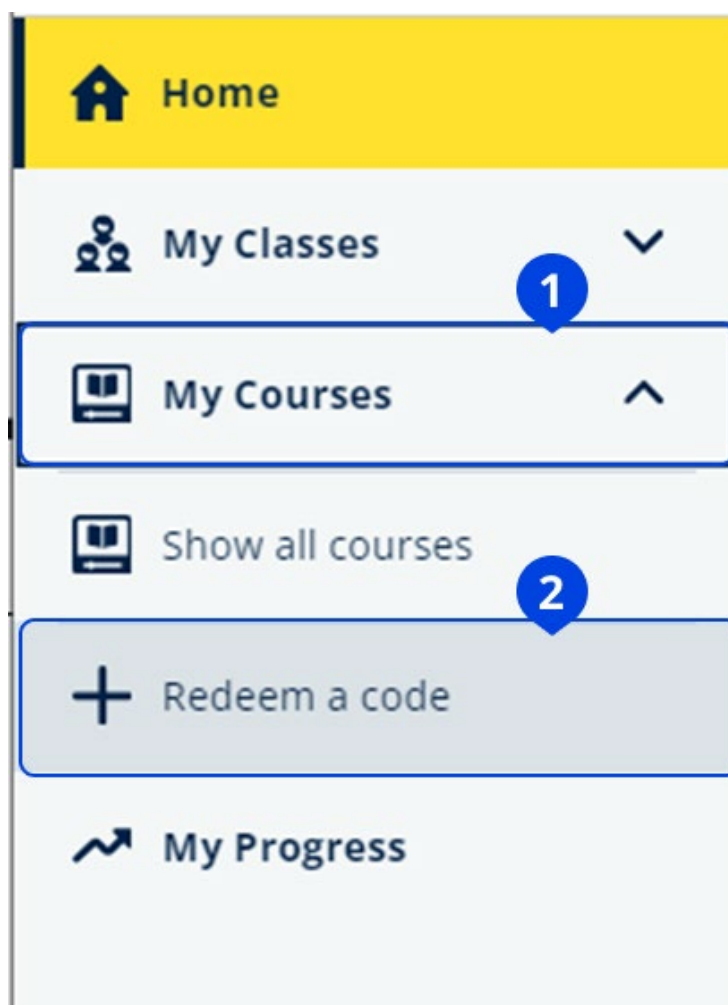 Home
My Classes
1
My Courses
Show all courses
2
Redeem a code
My Progress